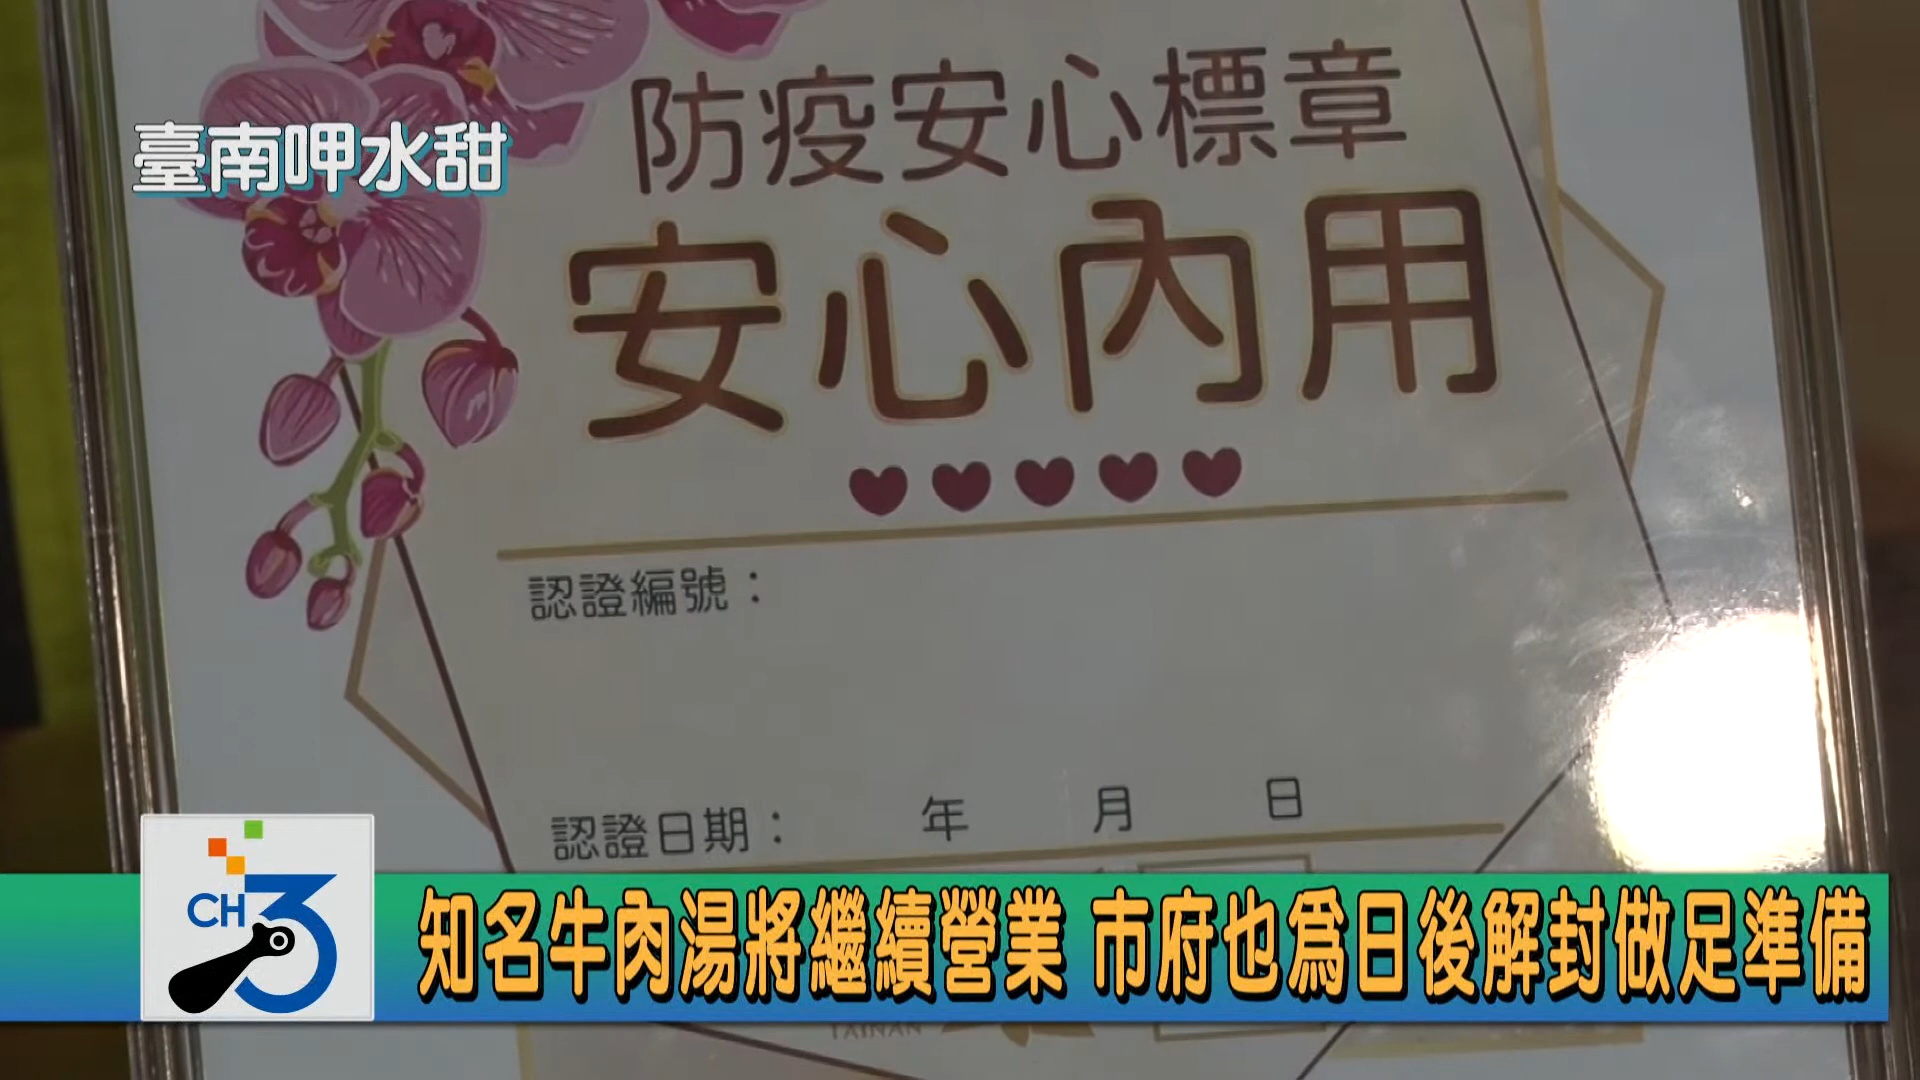 臺南呷水甜
防疫安心標章
安心內用
認證編號：
認證日期： 年 月 日
CH 3
知名牛肉湯將繼續營業 市府也為日後解封做足準備
TAINAN